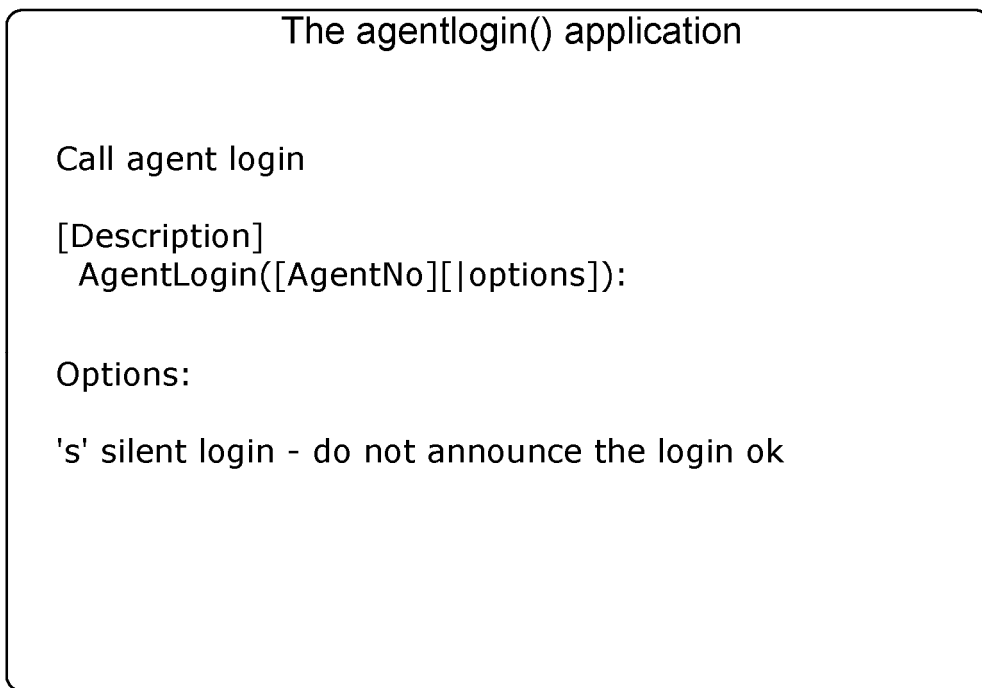 The agentlogin() application
Call agent login
[Description]
AgentLogin([AgentNo][|options]):
Options:
's' silent login - do not announce the login ok